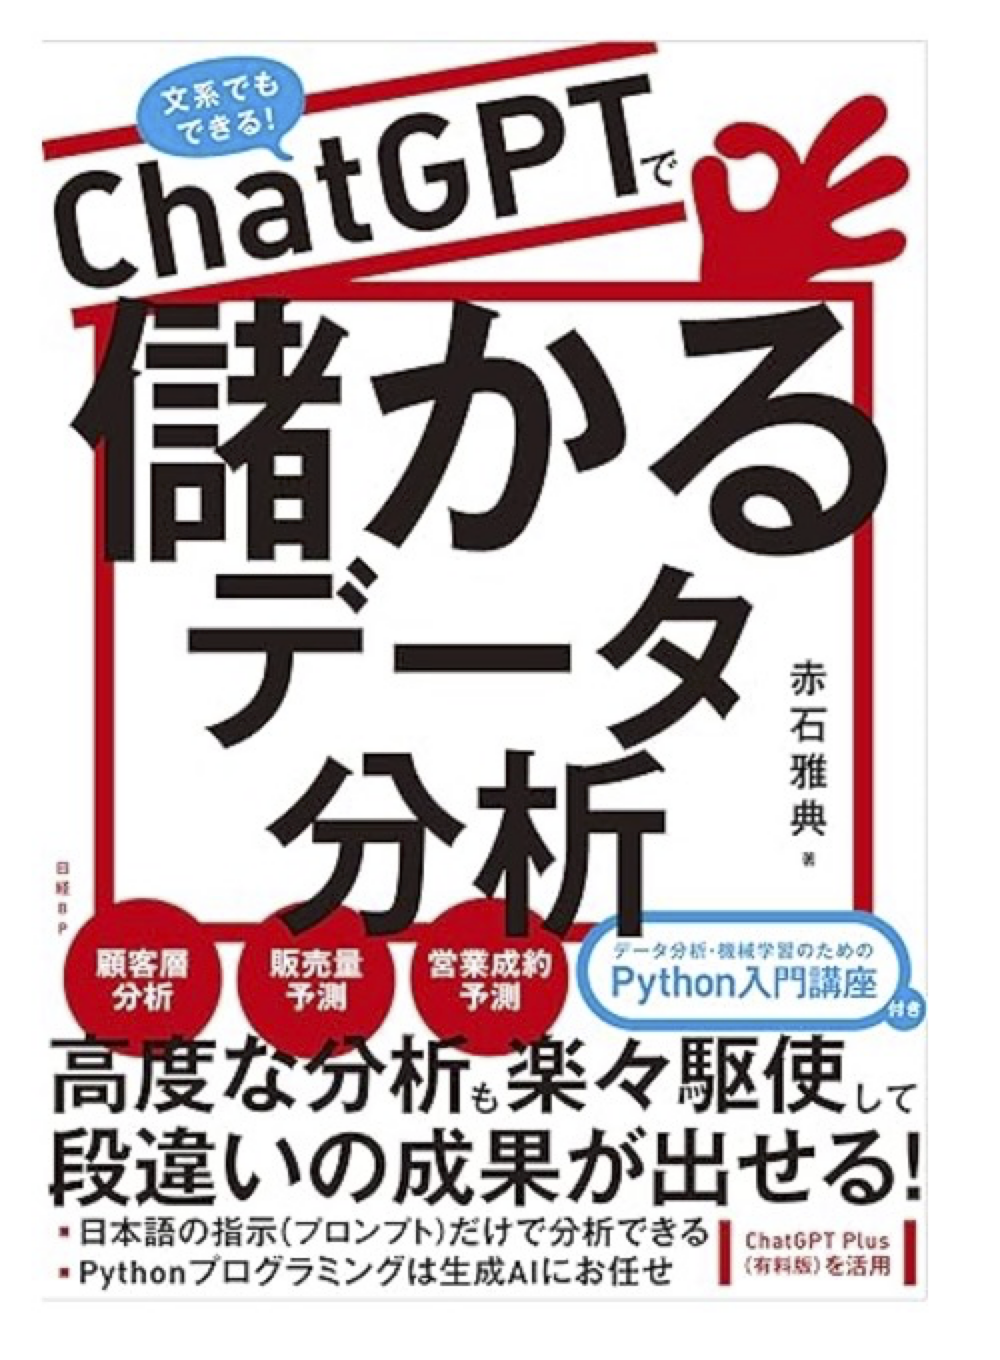 文系でも
できる!
ChatGPTで
儲かる
データ
分析
赤石雅典 著
日経BP
顧客層
分析
販売量
予測
営業成約
予測
データ分析・機械学習のための
Python入門講座
付き
高度な分析も楽々駆使して
段違いの成果が出せる!
▪日本語の指示(プロンプト)だけで分析できる
▪Pythonプログラミングは生成AIにお任せ
ChatGPT Plus
(有料版)を活用